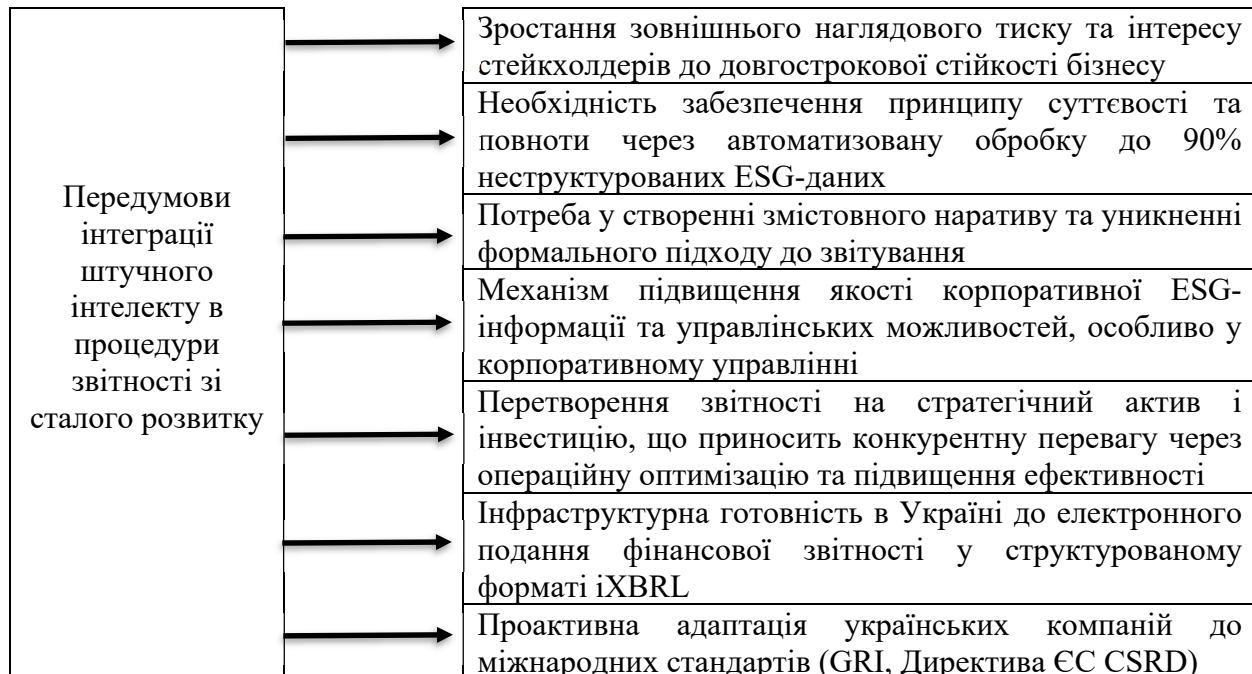 Передумови
інтеграції
штучного
інтелекту в
процедури
звітності зі
сталого розвитку
Зростання зовнішнього наглядового тиску та інтересу
стейкхолдерів до довгострокової стійкості бізнесу
Необхідність забезпечення принципу суттєвості та
повноти через автоматизовану обробку до 90%
неструктурованих ESG-даних
Потреба у створенні змістовного наративу та уникненні
формального підходу до звітування
Механізм підвищення якості корпоративної ESG-
інформації та управлінських можливостей, особливо у
корпоративному управлінні
Перетворення звітності на стратегічний актив і
інвестицію, що приносить конкурентну перевагу через
операційну оптимізацію та підвищення ефективності
Інфраструктурна готовність в Україні до електронного
подання фінансової звітності у структурованому
форматі iXBRL
Проактивна адаптація українських компаній до
міжнародних стандартів (GRI, Директива ЄС CSRD)